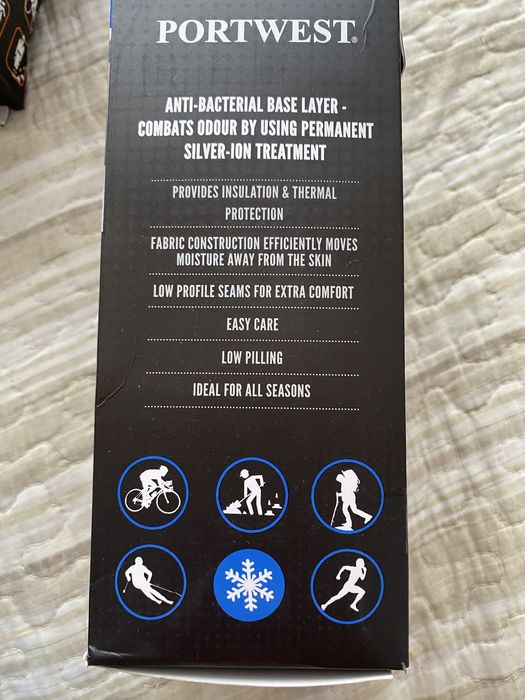 PORTWEST®
ANTI-BACTERIAL BASE LAYER -
COMBATS ODOUR BY USING PERMANENT
SILVER-ION TREATMENT
PROVIDES INSULATION & THERMAL
PROTECTION
FABRIC CONSTRUCTION EFFICIENTLY MOVES
MOISTURE AWAY FROM THE SKIN
LOW PROFILE SEAMS FOR EXTRA COMFORT
EASY CARE
LOW PILLING
IDEAL FOR ALL SEASONS